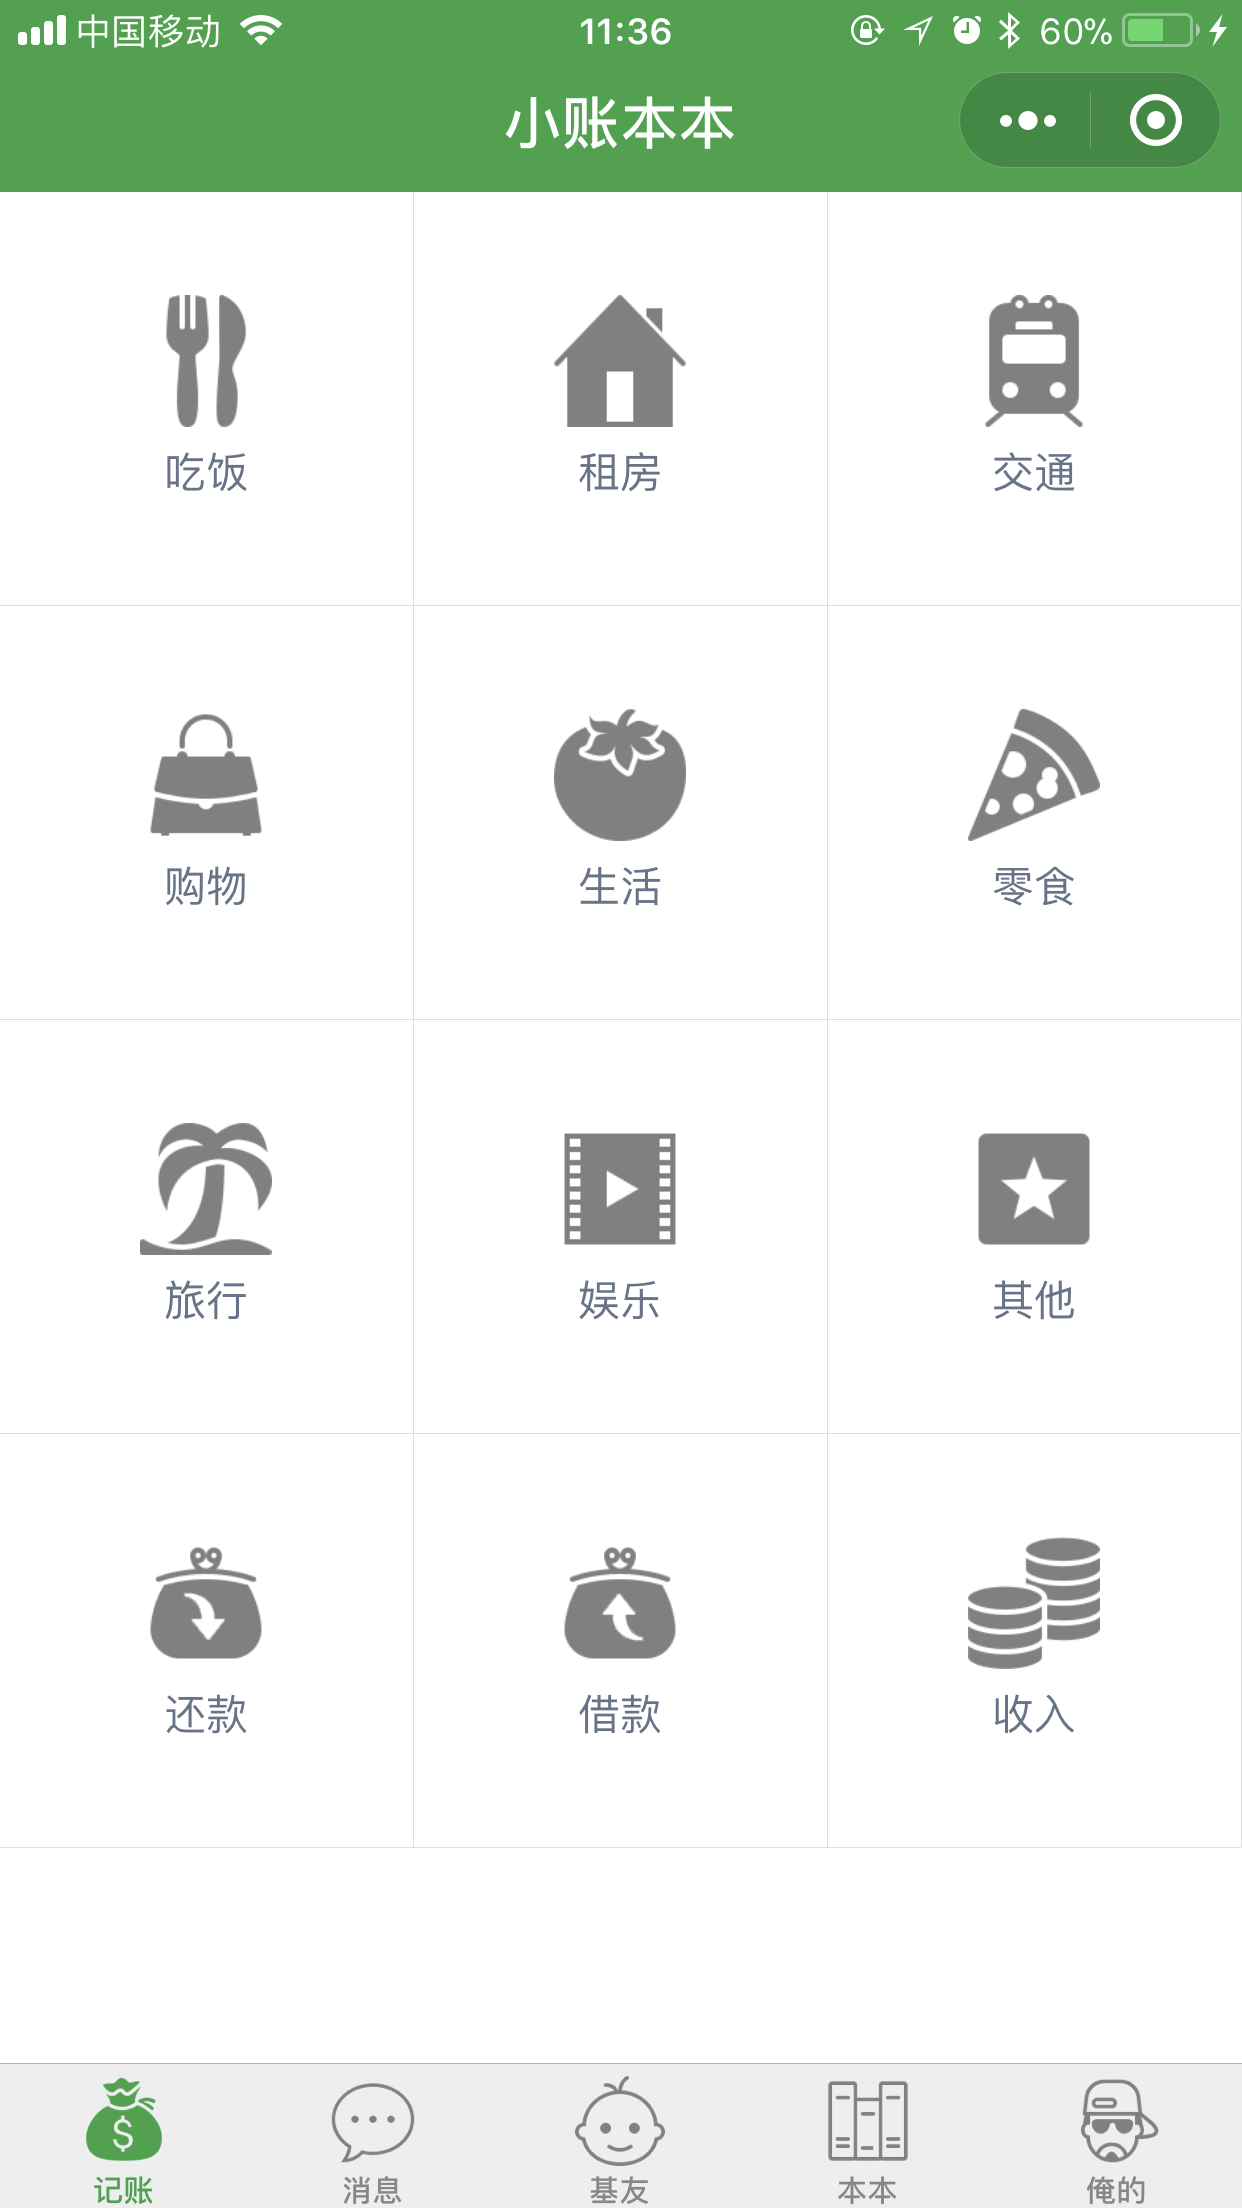 中国移动 11:36 60%
小账本本
吃饭 租房 交通
购物 生活 零食
旅行 娱乐 其他
还款 借款 收入
$
记账 消息 基友 本本 俺的